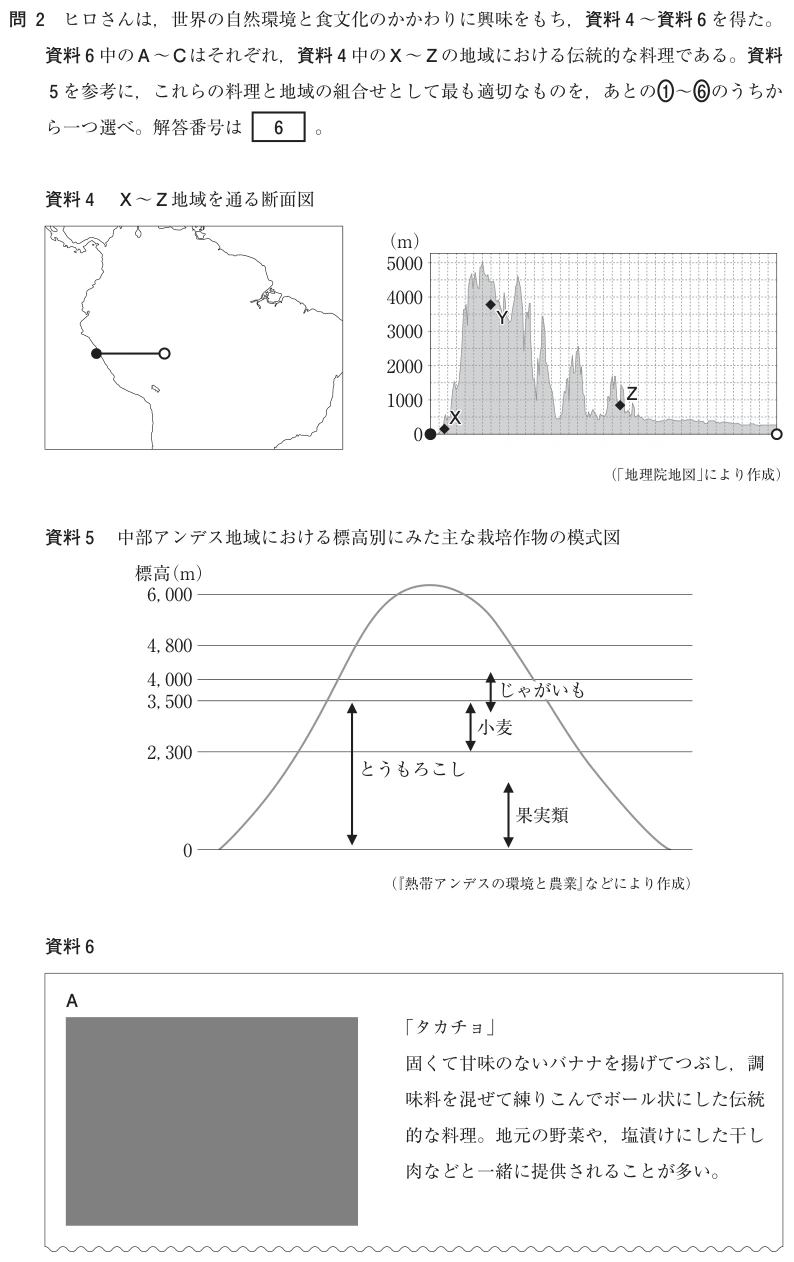 問 2 ヒロさんは，世界の自然環境と食文化のかかわりに興味をもち，資料 4 ～資料 6 を得た。
資料 6 中の A ～ C はそれぞれ，資料 4 中の X ～ Z の地域における伝統的な料理である。資料
5 を参考に，これらの料理と地域の組合せとして最も適切なものを，あとの①～⑥のうちか
ら一つ選べ。解答番号は 6 。
資料 4 X ～ Z 地域を通る断面図
(m)
5000
4000
3000
2000
1000
0
X
Y
Z
(｢地理院地図｣により作成)
資料 5 中部アンデス地域における標高別にみた主な栽培作物の模式図
標高(m)
6,000
4,800
4,000
3,500
2,300
0
じゃがいも
小麦
とうもろこし
果実類
(『熱帯アンデスの環境と農業』などにより作成)
資料 6
A
「タカチョ」
固くて甘味のないバナナを揚げてつぶし，調
味料を混ぜて練りこんでボール状にした伝統
的な料理。地元の野菜や，塩漬けにした干し
肉などと一緒に提供されることが多い。